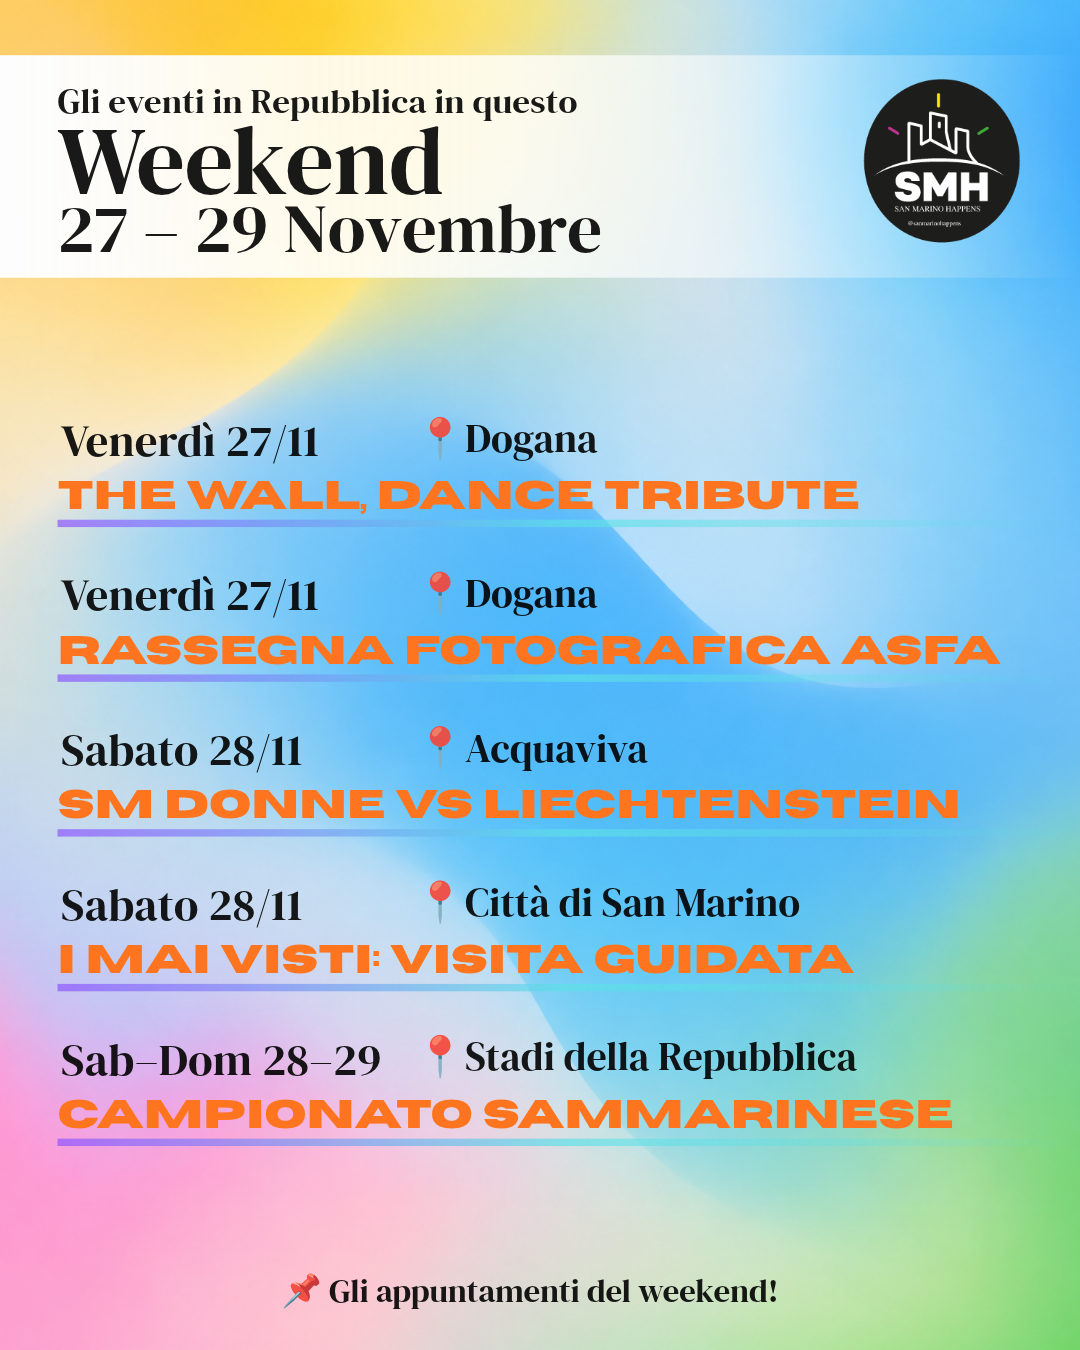 Gli eventi in Repubblica in questo
Weekend
27 – 29 Novembre
SMH
SAN MARINO HAPPENS
@sanmarinohappens
Venerdì 27/11
📍 Dogana
THE WALL, DANCE TRIBUTE
Venerdì 27/11
📍 Dogana
RASSEGNA FOTOGRAFICA ASFA
Sabato 28/11
📍 Acquaviva
SM DONNE VS LIECHTENSTEIN
Sabato 28/11
📍 Città di San Marino
I MAI VISTI: VISITA GUIDATA
Sab–Dom 28–29
📍 Stadi della Repubblica
CAMPIONATO SAMMARINESE
📌 Gli appuntamenti del weekend!